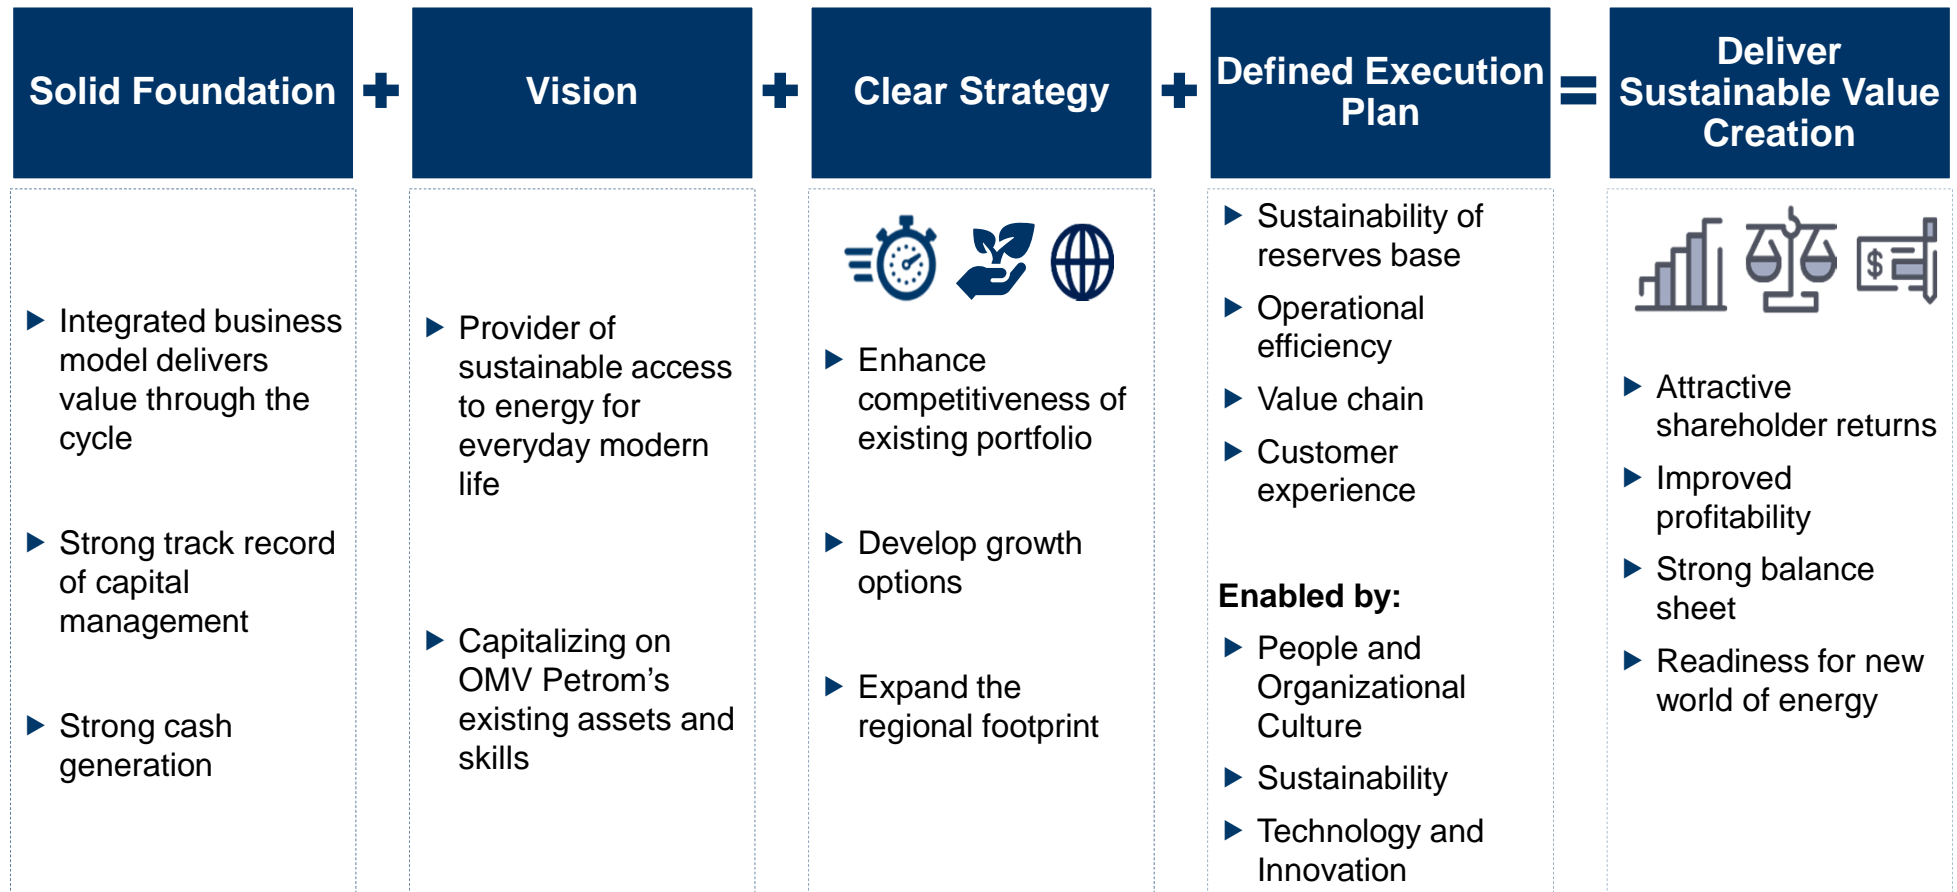 Solid Foundation
+
Vision
+
Clear Strategy
+
Defined Execution
Plan
=
Deliver
Sustainable Value
Creation
Integrated business
model delivers
value through the
cycle
Strong track record
of capital
management
Strong cash
generation
Provider of
sustainable access
to energy for
everyday modern
life
Capitalizing on
OMV Petrom’s
existing assets and
skills
Enhance
competitiveness of
existing portfolio
Develop growth
options
Expand the
regional footprint
Sustainability of
reserves base
Operational
efficiency
Value chain
Customer
experience
Enabled by:
People and
Organizational
Culture
Sustainability
Technology and
Innovation
$
Attractive
shareholder returns
Improved
profitability
Strong balance
sheet
Readiness for new
world of energy